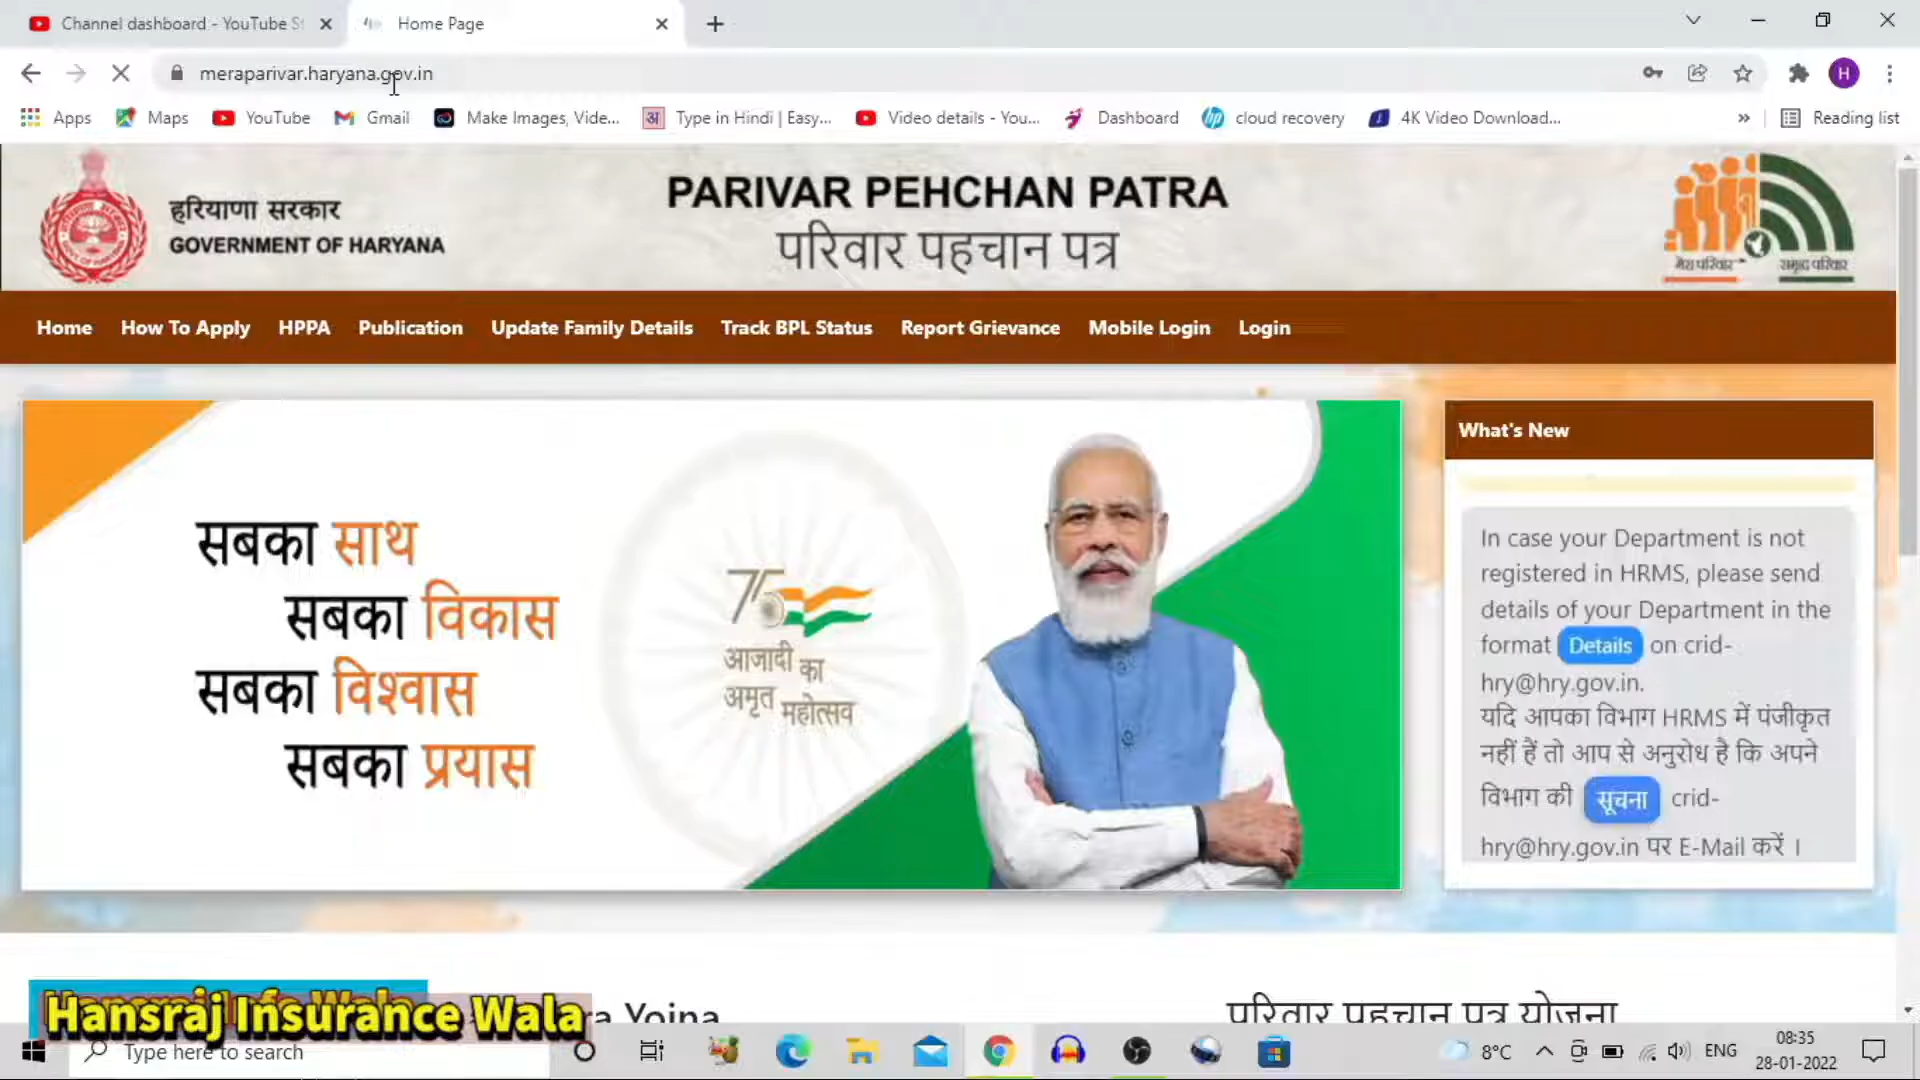 Channel dashboard - YouTube St
Home Page
meraparivar.haryana.gov.in
H
Apps
Maps
YouTube
Gmail
Make Images, Vide...
Type in Hindi | Easy...
Video details - You...
Dashboard
cloud recovery
4K Video Download...
Reading list
हरियाणा सरकार
GOVERNMENT OF HARYANA
PARIVAR PEHCHAN PATRA
परिवार पहचान पत्र
मेरा परिवार
समृद्ध परिवार
Home How To Apply HPPA Publication Update Family Details Track BPL Status Report Grievance Mobile Login Login
सबका साथ
सबका विकास
सबका विश्वास
सबका प्रयास
75
आजादी का
अमृत महोत्सव
What's New
In case your Department is not
registered in HRMS, please send
details of your Department in the
format Details on crid-
hry@hry.gov.in.
यदि आपका विभाग HRMS में पंजीकृत
नहीं हैं तो आप से अनुरोध है कि अपने
विभाग की सूचना crid-
hry@hry.gov.in पर E-Mail करें ।
Yojna
परिवार पहचान पत्र योजना
Hansraj Insurance Wala
Type here to search
8°C
ENG
08:35
28-01-2022